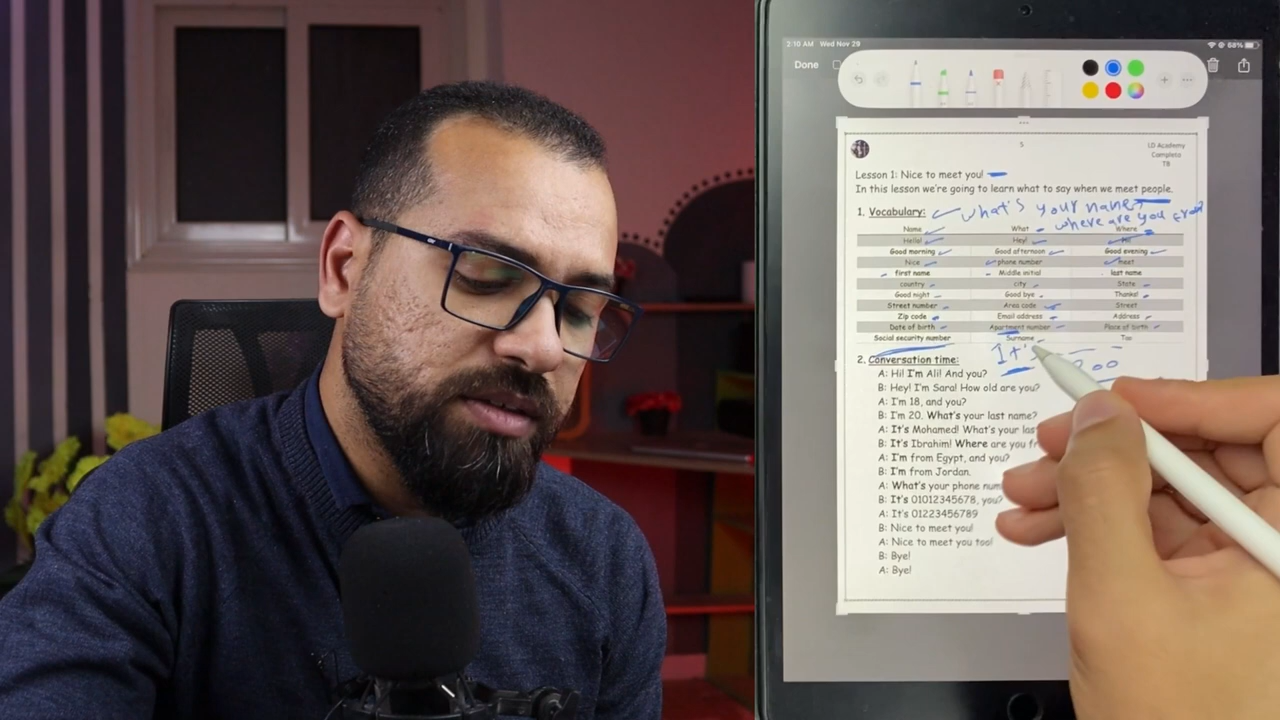 2:10 AM Wed Nov 29
68%
Done
5
LD Academy
Complete
TB
Lesson 1: Nice to meet you!
In this lesson we're going to learn what to say when we meet people.
1. Vocabulary:
what's your name?
where are you from?
Name What Where
Hello! Hey! Hi!
Good morning Good afternoon Good evening
Nice phone number meet
first name Middle initial last name
country city State
Good night Good bye Thanks!
Street number Area code Street
Zip code Email address Address
Date of birth Apartment number Place of birth
Social security number Surname Too
It's
2. Conversation time:
A: Hi! I'm Ali! And you?
B: Hey! I'm Sara! How old are you?
A: I'm 18, and you?
B: I'm 20. What's your last name?
A: It's Mohamed! What's your las
B: It's Ibrahim! Where are you fr
A: I'm from Egypt, and you?
B: I'm from Jordan.
A: What's your phone num
B: It's 01012345678, you?
A: It's 01223456789
B: Nice to meet you!
A: Nice to meet you too!
B: Bye!
A: Bye!